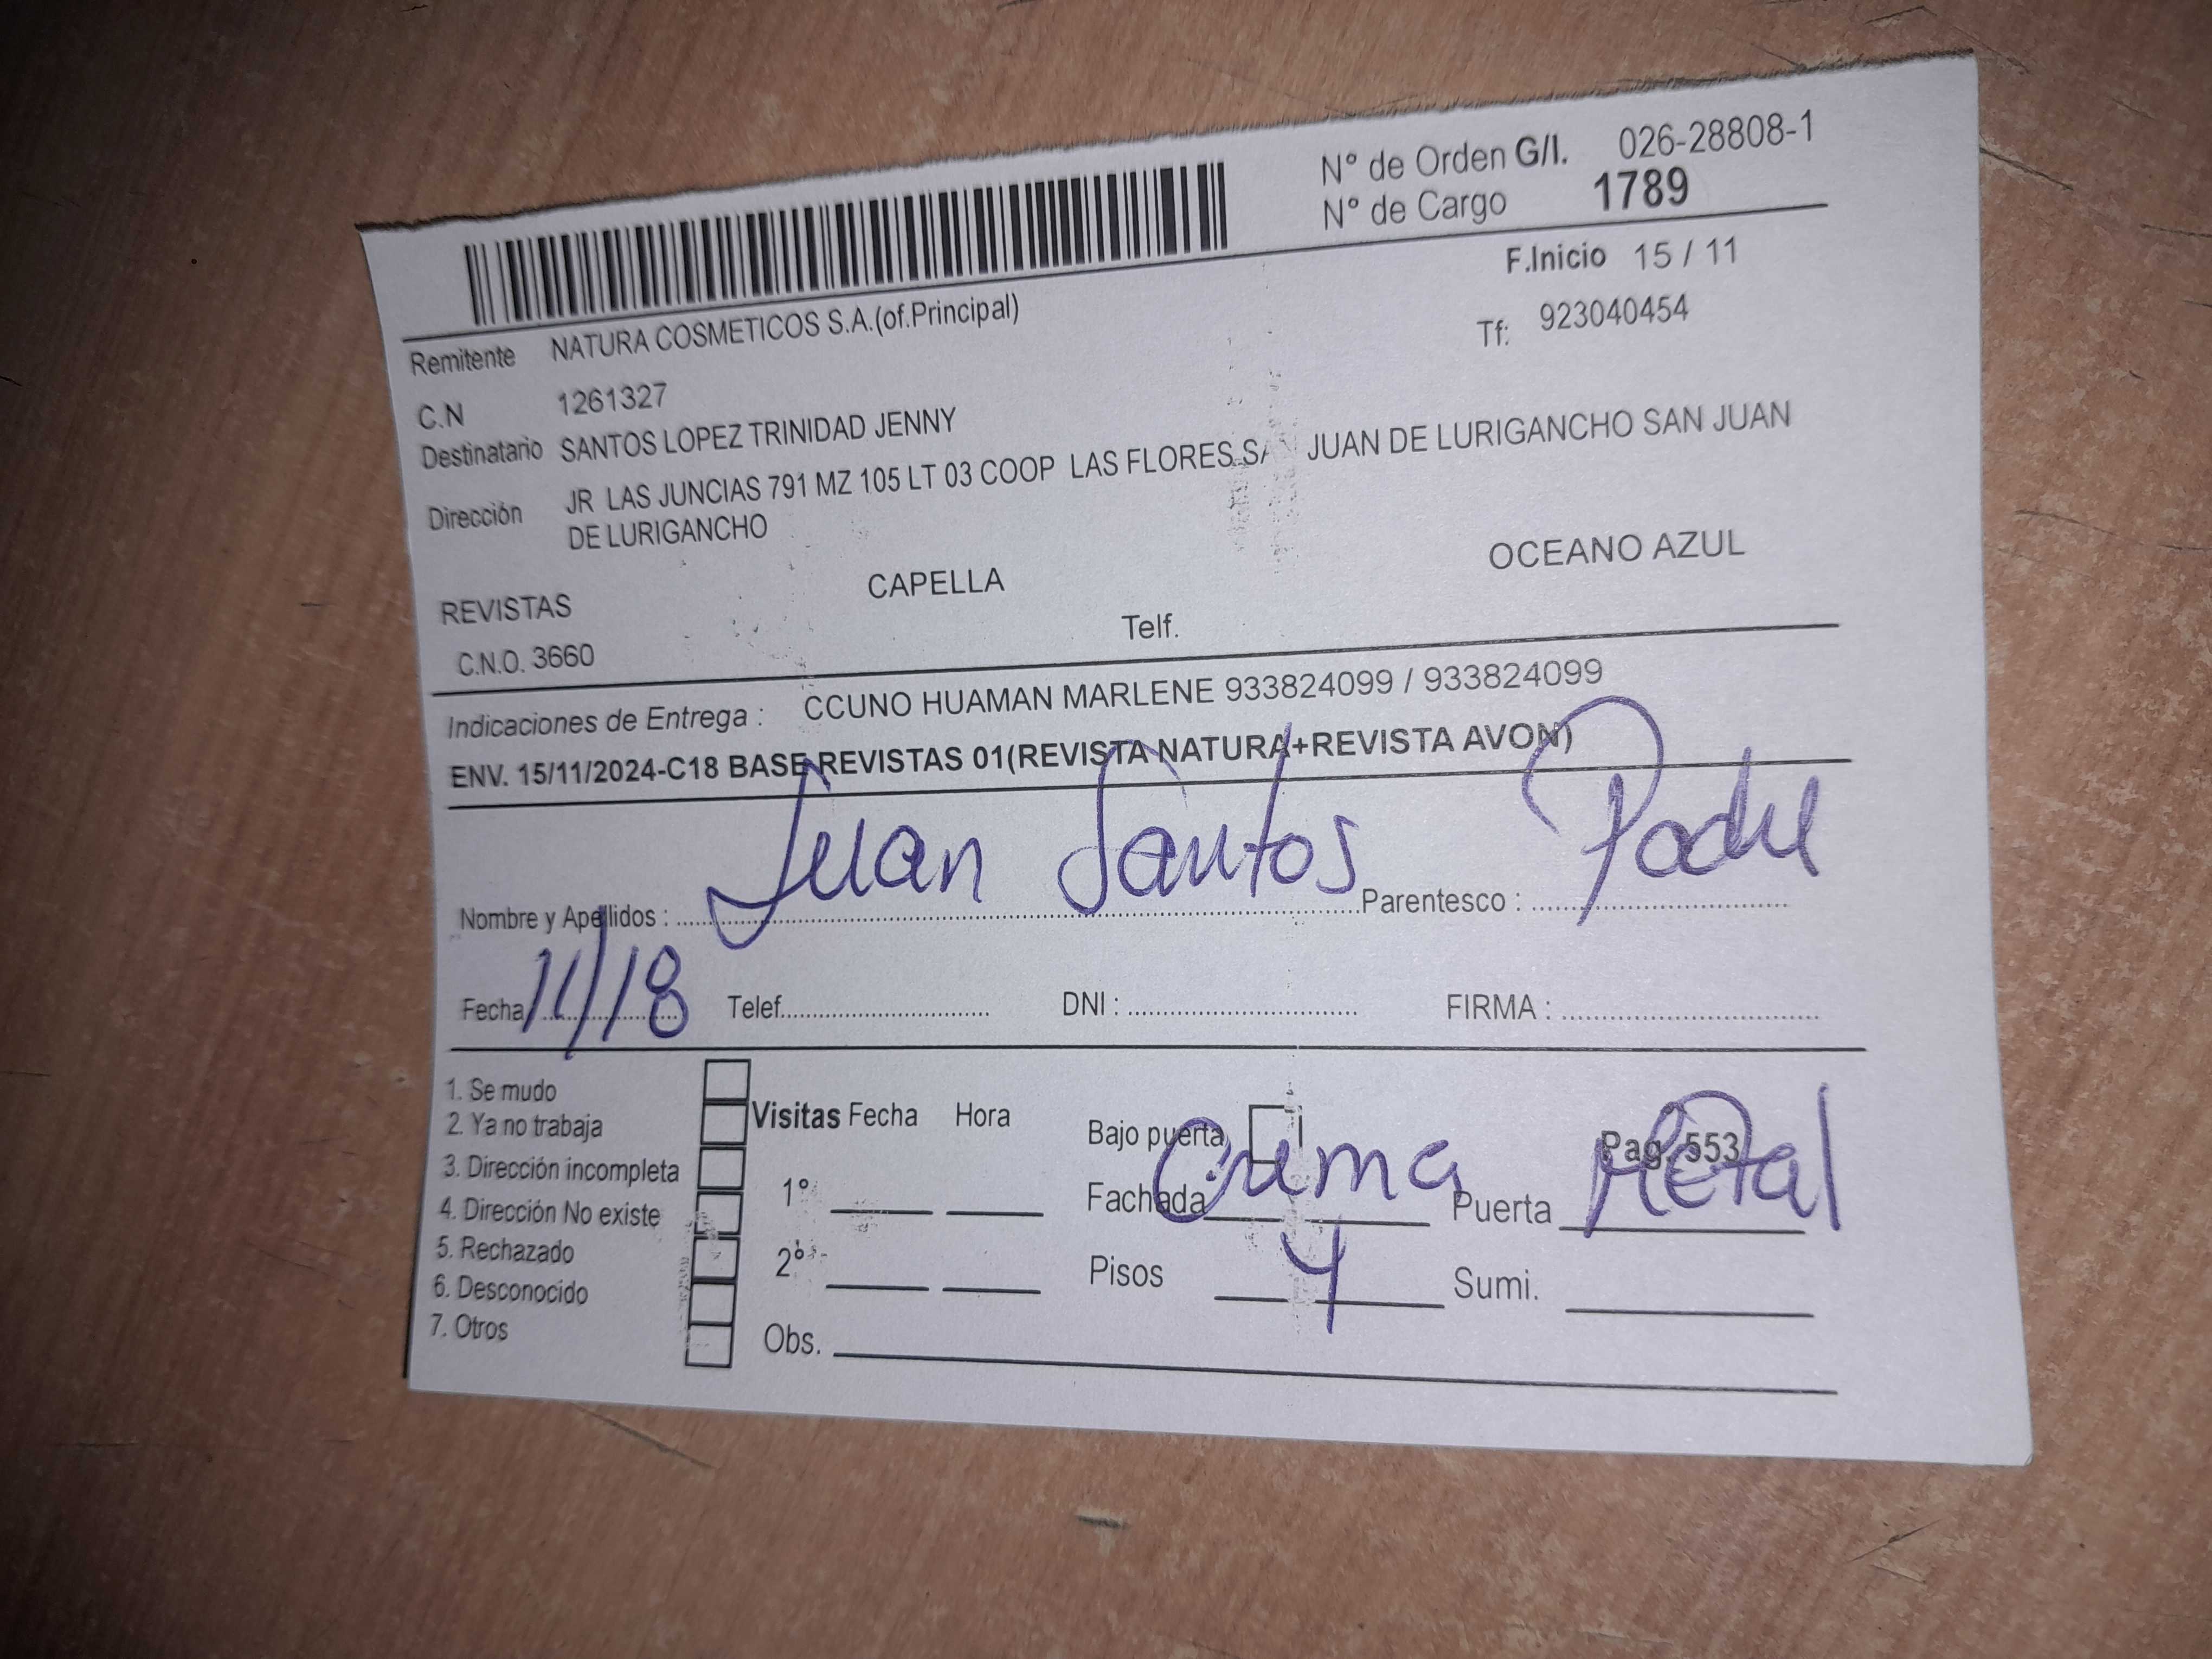 N° de Orden G/I. 026-28808-1
N° de Cargo 1789
F.Inicio 15 / 11
Remitente NATURA COSMETICOS S.A.(of.Principal) Tf: 923040454
C.N 1261327
Destinatario SANTOS LOPEZ TRINIDAD JENNY
Dirección JR LAS JUNCIAS 791 MZ 105 LT 03 COOP LAS FLORES SAN JUAN DE LURIGANCHO SAN JUAN
DE LURIGANCHO
REVISTAS CAPELLA OCEANO AZUL
C.N.O. 3660 Telf.
Indicaciones de Entrega : CCUNO HUAMAN MARLENE 933824099 / 933824099
ENV. 15/11/2024-C18 BASE REVISTAS 01(REVISTA NATURA+REVISTA AVON)
Nombre y Apellidos : Juan Santos Parentesco : Padre
Fecha 11/18 Telef. DNI : FIRMA :
1. Se mudo
2. Ya no trabaja
3. Dirección incompleta
4. Dirección No existe
5. Rechazado
6. Desconocido
7. Otros
Visitas Fecha Hora
1°
2°
Obs.
Bajo puerta Pag. 553
Fachada Crema Puerta Metal
Pisos 4 Sumi.